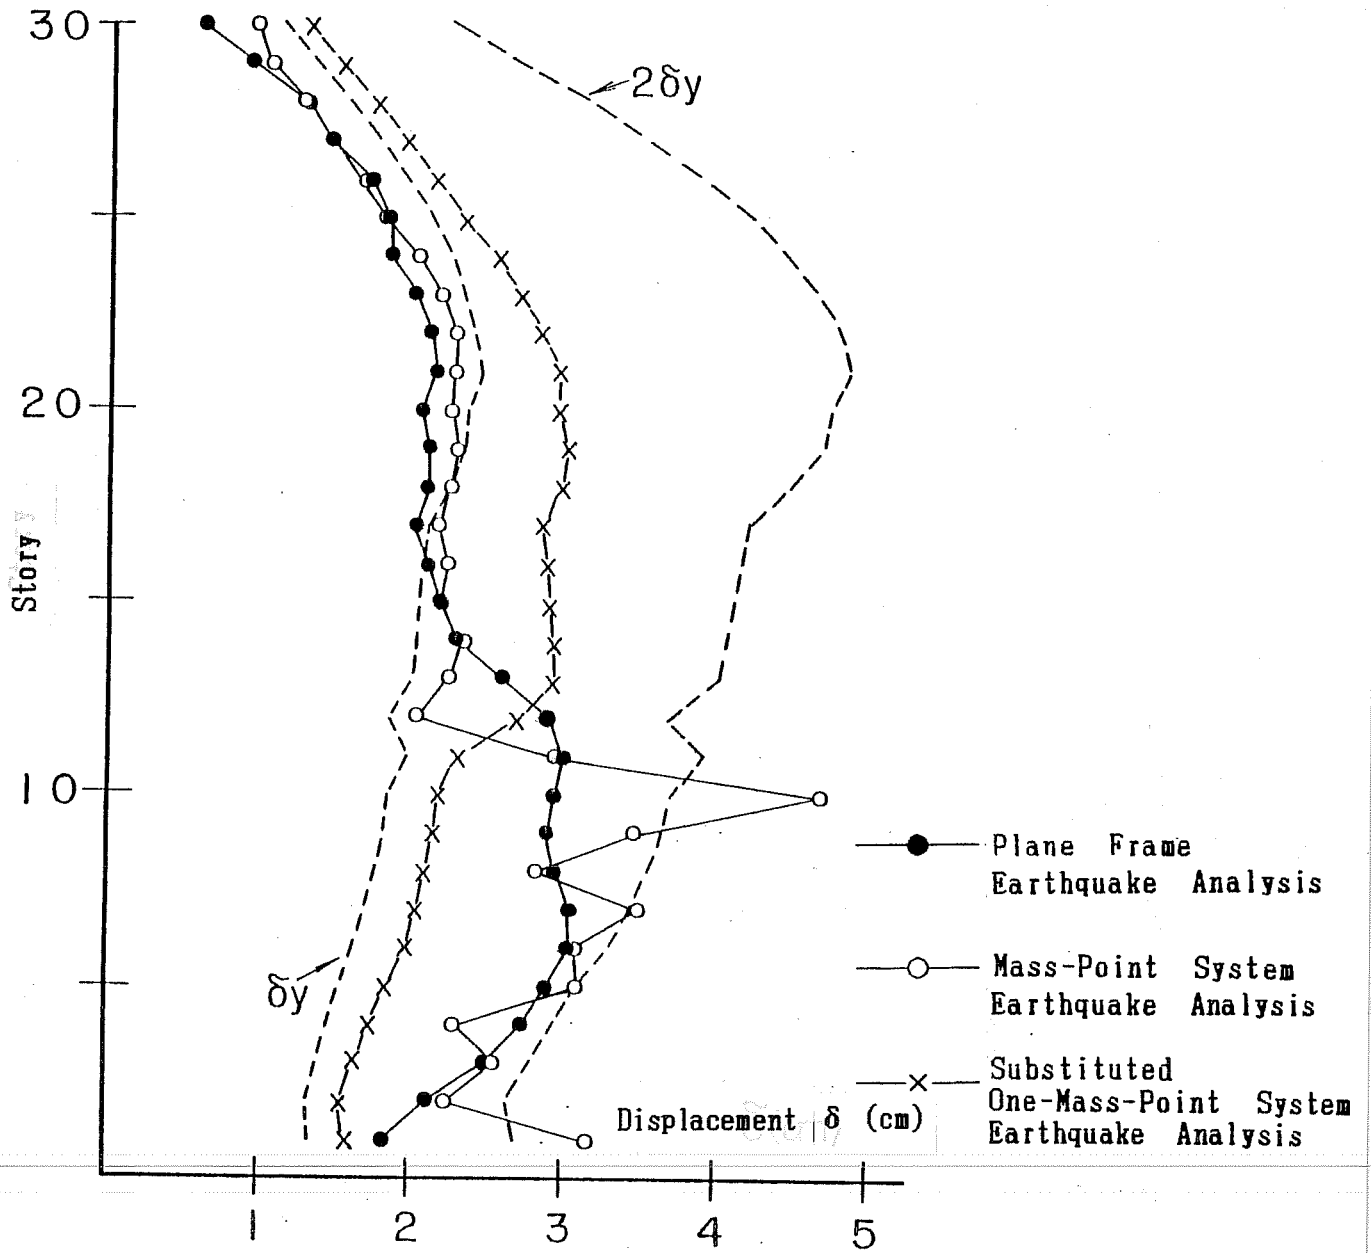 30
2δy
20
Story
10
δy
Plane Frame
Earthquake Analysis
Mass-Point System
Earthquake Analysis
Substituted
One-Mass-Point System
Earthquake Analysis
Displacement δ (cm)
1 2 3 4 5